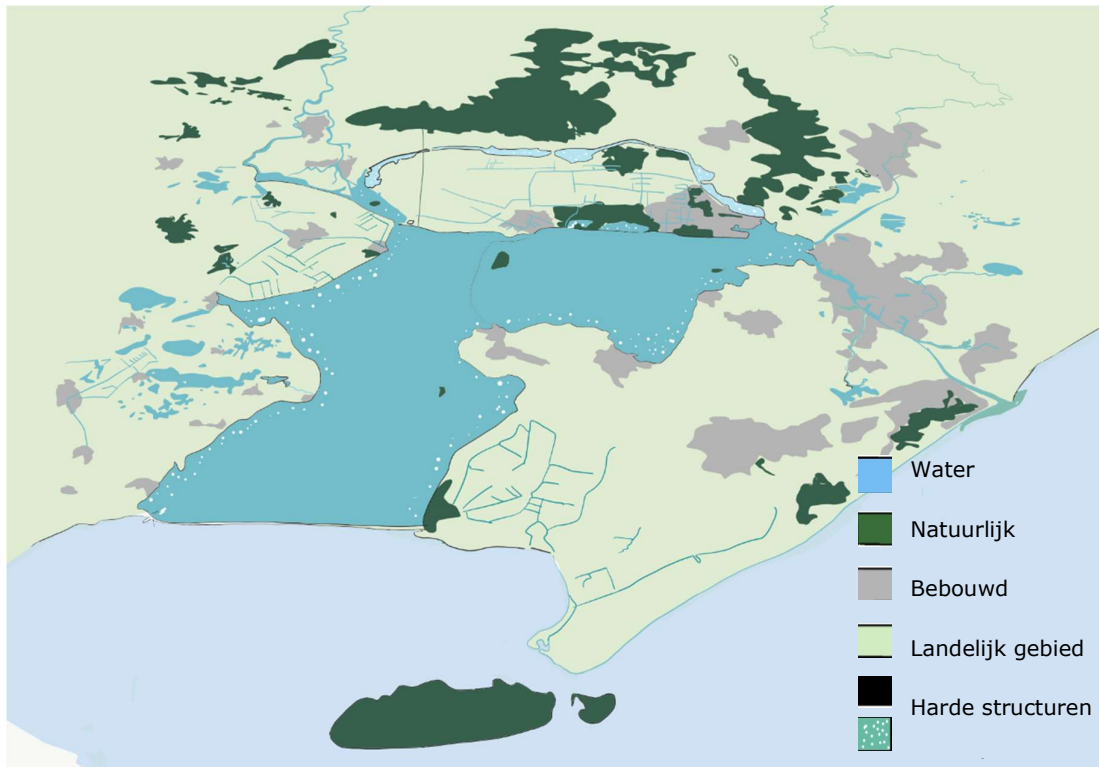 Water
Natuurlijk
Bebouwd
Landelijk gebied
Harde structuren